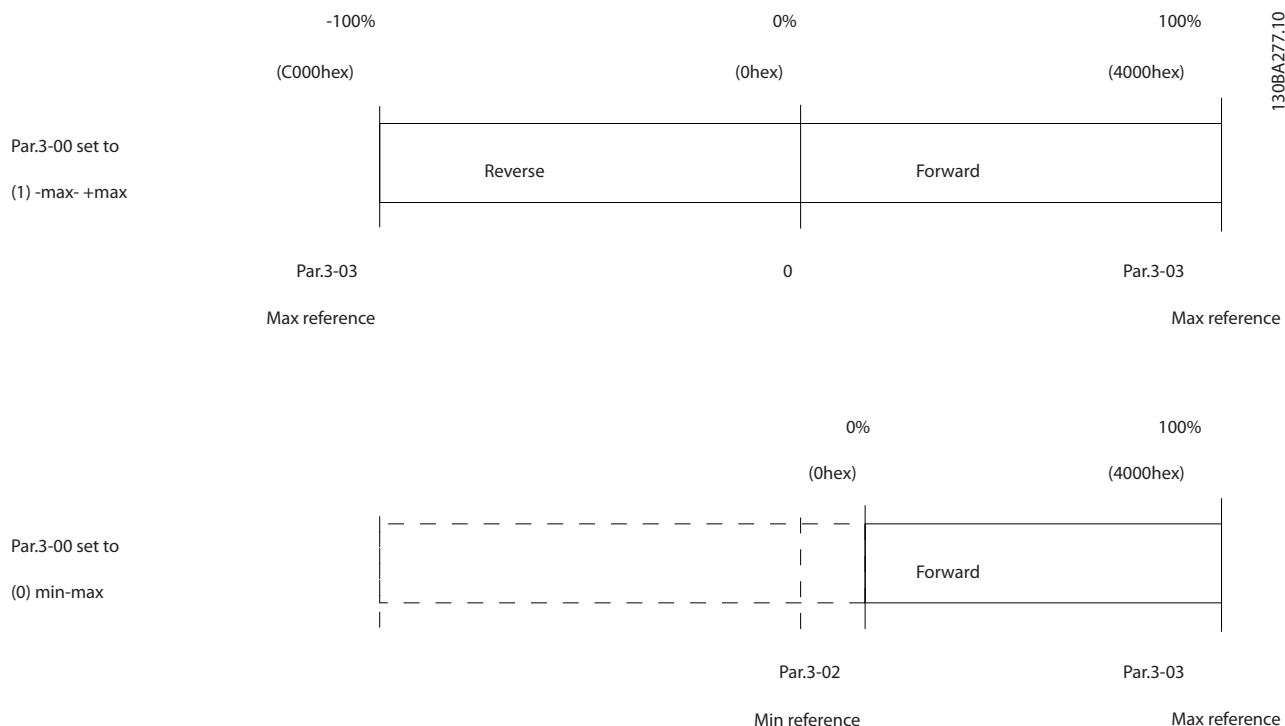 -100% 0% 100%
(C000hex) (0hex) (4000hex)
130BA277.10
Par.3-00 set to
(1) -max- +max
Reverse Forward
Par.3-03 0 Par.3-03
Max reference Max reference
0% 100%
(0hex) (4000hex)
Par.3-00 set to
(0) min-max
Forward
Par.3-02 Par.3-03
Min reference Max reference